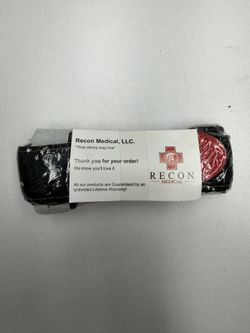 Recon Medical, LLC.
"That others may live"
Thank you for your order!
We know you'll love it.
All our products are Guaranteed by an
Unlimited Lifetime Warranty!
RECON
MEDICAL